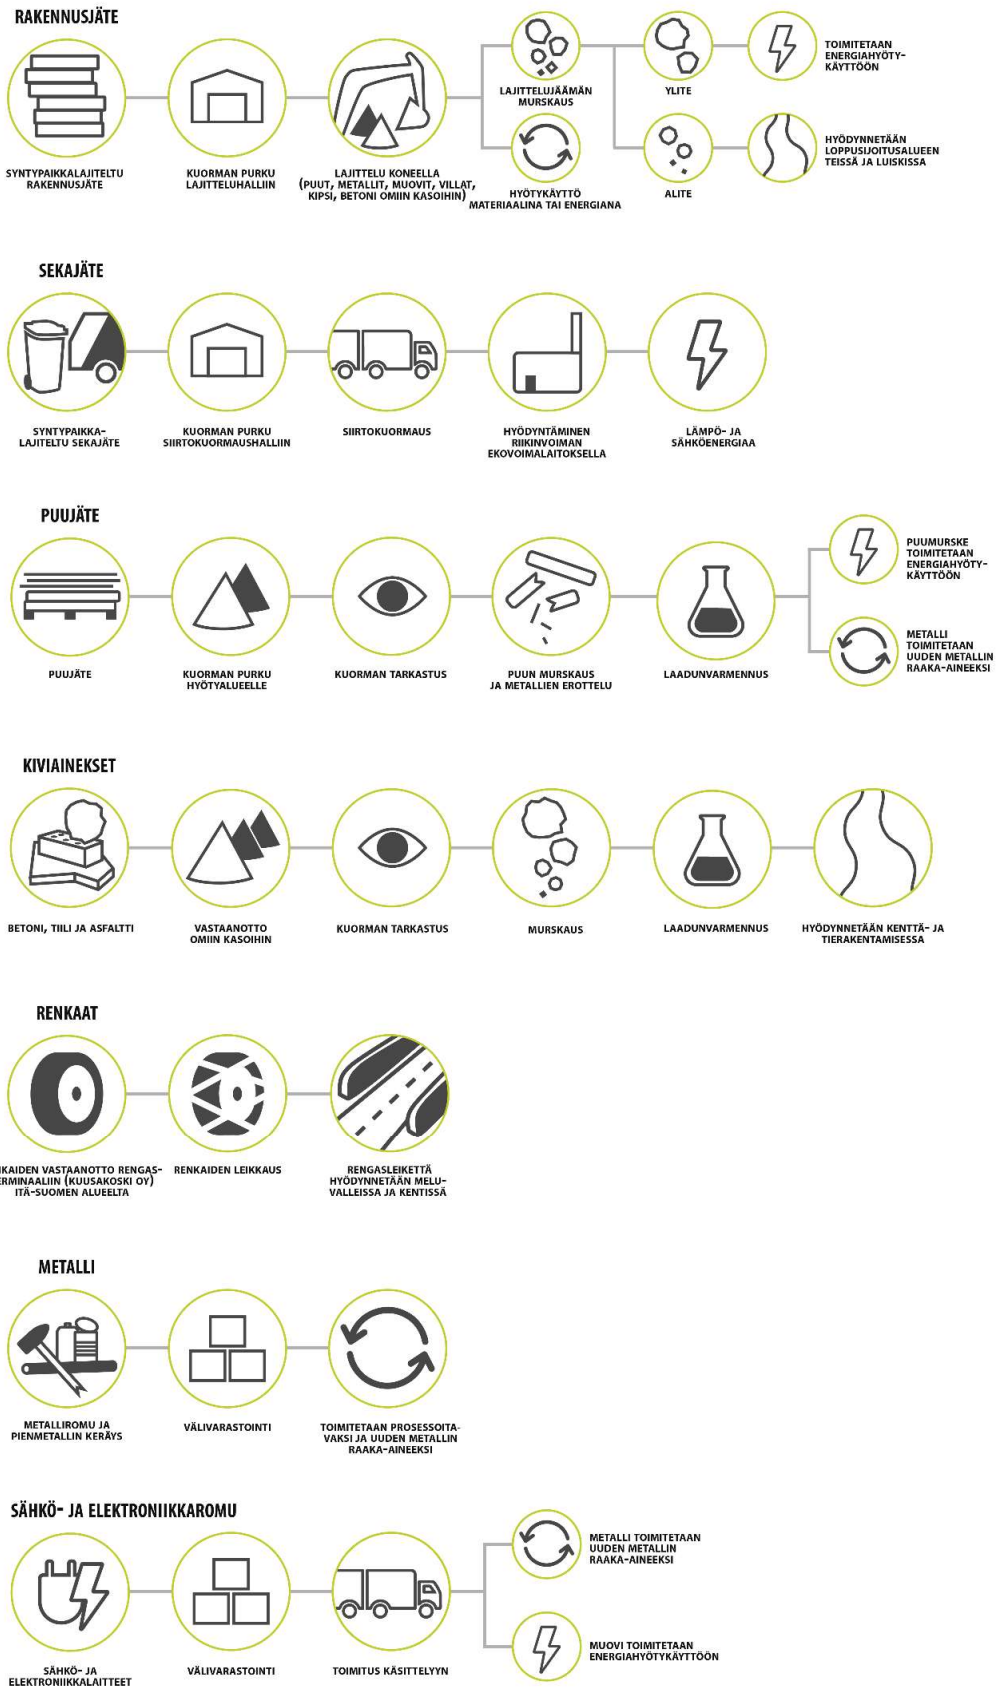 RAKENNUSJÄTE
SYNTYPAIKKALAJITELTU
RAKENNUSJÄTE
KUORMAN PURKU
LAJITTELUHALLIIN
LAJITTELU KONEELLA
(PUUT, METALLIT, MUOVIT, VILLAT,
KIPSI, BETONI OMIIN KASOIHIN)
LAJITTELUJÄÄMÄN
MURSKAUS
HYÖTYKÄYTTÖ
MATERIAALINA TAI ENERGIANA
YLITE
ALITE
TOIMITETAAN
ENERGIAHYÖTY-
KÄYTTÖÖN
HYÖDYNNETÄÄN
LOPPUSIJOITUSALUEEN
TEISSÄ JA LUISKISSA
SEKAJÄTE
SYNTYPAIKKA-
LAJITELTU SEKAJÄTE
KUORMAN PURKU
SIIRTOKUORMAUSHALLIIN
SIIRTOKUORMAUS
HYÖDYNTÄMINEN
RIIKINVOIMAN
EKOVOIMALAITOKSELLA
LÄMPÖ- JA
SÄHKÖENERGIAA
PUUJÄTE
PUUJÄTE
KUORMAN PURKU
HYÖTYALUEELLE
KUORMAN TARKASTUS
PUUN MURSKAUS
JA METALLIEN EROTTELU
LAADUNVARMENNUS
PUUMURSKE
TOIMITETAAN
ENERGIAHYÖTY-
KÄYTTÖÖN
METALLI
TOIMITETAAN
UUDEN METALLIN
RAAKA-AINEEKSI
KIVIAINEKSET
BETONI, TIILI JA ASFALTTI
VASTAANOTTO
OMIIN KASOIHIN
KUORMAN TARKASTUS
MURSKAUS
LAADUNVARMENNUS
HYÖDYNNETÄÄN KENTTÄ- JA
TIERAKENTAMISESSA
RENKAAT
IKAIDEN VASTAANOTTO RENGAS-
ERMINAALIIN (KUUSAKOSKI OY)
ITÄ-SUOMEN ALUEELTA
RENKAIDEN LEIKKAUS
RENGASLEIKETTÄ
HYÖDYNNETÄÄN MELU-
VALLEISSA JA KENTISSÄ
METALLI
METALLIROMU JA
PIENMETALLIN KERÄYS
VÄLIVARASTOINTI
TOIMITETAAN PROSESSOITA-
VAKSI JA UUDEN METALLIN
RAAKA-AINEEKSI
SÄHKÖ- JA ELEKTRONIIKKAROMU
SÄHKÖ- JA
ELEKTRONIIKKALAITTEET
VÄLIVARASTOINTI
TOIMITUS KÄSITTELYYN
METALLI TOIMITETAAN
UUDEN METALLIN
RAAKA-AINEEKSI
MUOVI TOIMITETAAN
ENERGIAHYÖTYKÄYTTÖÖN